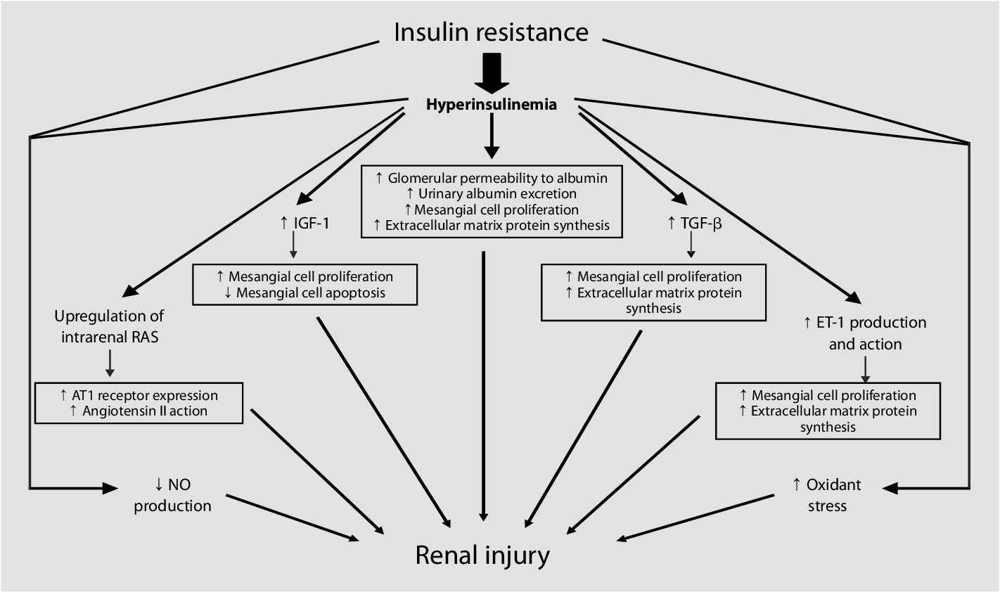 Insulin resistance
Hyperinsulinemia
↑ Glomerular permeability to albumin
↑ Urinary albumin excretion
↑ Mesangial cell proliferation
↑ Extracellular matrix protein synthesis
↑ IGF-1
↑ TGF-β
↑ Mesangial cell proliferation
↓ Mesangial cell apoptosis
↑ Mesangial cell proliferation
↑ Extracellular matrix protein
synthesis
Upregulation of
intrarenal RAS
↑ ET-1 production
and action
↑ AT1 receptor expression
↑ Angiotensin II action
↑ Mesangial cell proliferation
↑ Extracellular matrix protein
synthesis
↓ NO
production
↑ Oxidant
stress
Renal injury